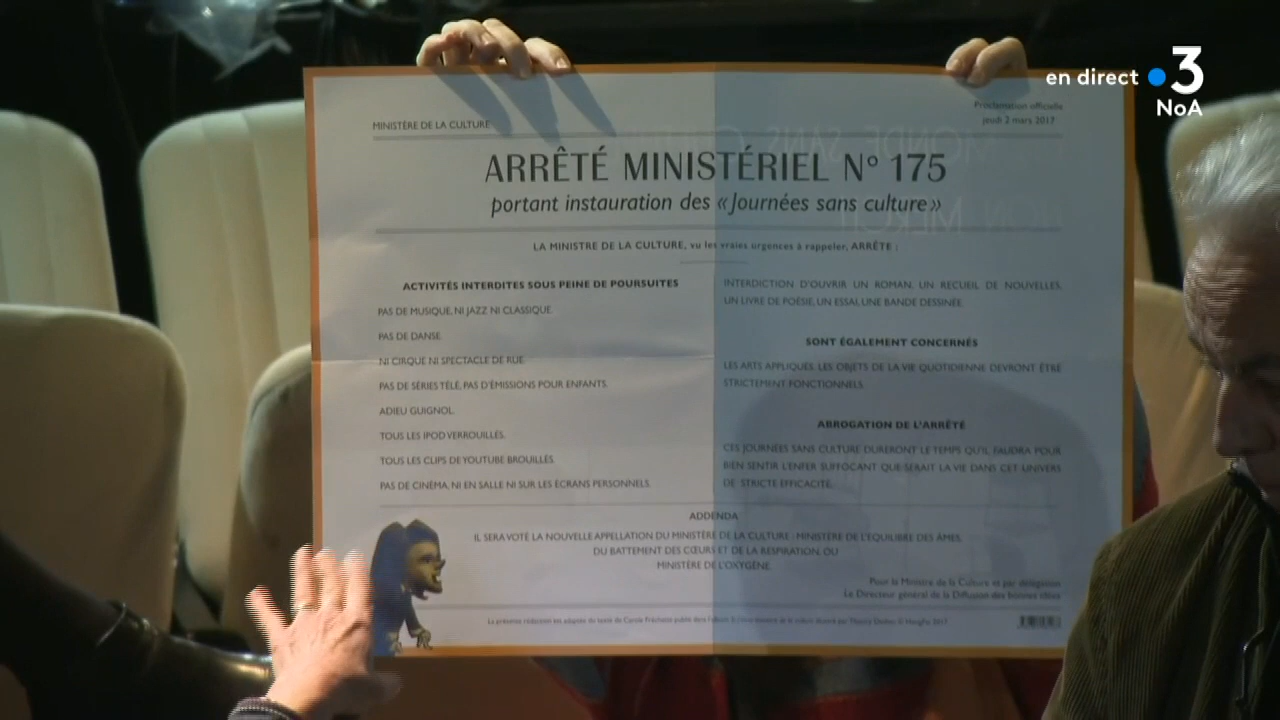 en direct 3
NoA
Proclamation officielle
jeudi 2 mars 2017
MINISTÈRE DE LA CULTURE
ARRÊTÉ MINISTÉRIEL N° 175
portant instauration des «Journées sans culture»
LA MINISTRE DE LA CULTURE, vu les vraies urgences à rappeler, ARRÊTE :
ACTIVITÉS INTERDITES SOUS PEINE DE POURSUITES
PAS DE MUSIQUE, NI JAZZ NI CLASSIQUE.
PAS DE DANSE.
NI CIRQUE NI SPECTACLE DE RUE.
PAS DE SÉRIES TÉLÉ, PAS D'ÉMISSIONS POUR ENFANTS.
ADIEU GUIGNOL.
TOUS LES IPOD VERROUILLÉS.
TOUS LES CLIPS DE YOUTUBE BROUILLÉS.
PAS DE CINÉMA, NI EN SALLE NI SUR LES ÉCRANS PERSONNELS.
INTERDICTION D'OUVRIR UN ROMAN, UN RECUEIL DE NOUVELLES,
UN LIVRE DE POÉSIE, UN ESSAI, UNE BANDE DESSINÉE.
SONT ÉGALEMENT CONCERNÉS
LES ARTS APPLIQUÉS. LES OBJETS DE LA VIE QUOTIDIENNE DEVRONT ÊTRE
STRICTEMENT FONCTIONNELS.
ABROGATION DE L'ARRÊTÉ
CES JOURNÉES SANS CULTURE DURERONT LE TEMPS QU'IL FAUDRA POUR
BIEN SENTIR L'ENFER SUFFOCANT QUE SERAIT LA VIE DANS CET UNIVERS
DE STRICTE EFFICACITÉ.
ADDENDA
IL SERA VOTÉ LA NOUVELLE APPELLATION DU MINISTÈRE DE LA CULTURE : MINISTÈRE DE L'ÉQUILIBRE DES ÂMES,
DU BATTEMENT DES CŒURS ET DE LA RESPIRATION, OU
MINISTÈRE DE L'OXYGÈNE.
Pour la Ministre de la Culture et par délégation
Le Directeur général de la Diffusion des bonnes